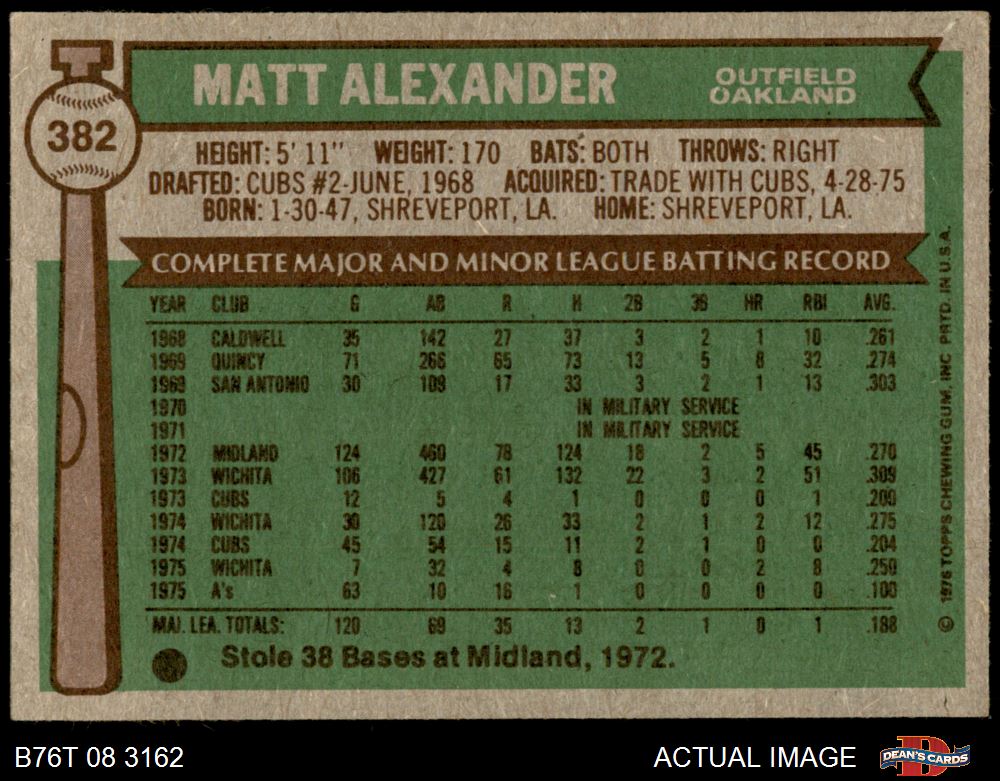 382
MATT ALEXANDER
OUTFIELD
OAKLAND
HEIGHT: 5' 11" WEIGHT: 170 BATS: BOTH THROWS: RIGHT
DRAFTED: CUBS #2-JUNE, 1968 ACQUIRED: TRADE WITH CUBS, 4-28-75
BORN: 1-30-47, SHREVEPORT, LA. HOME: SHREVEPORT, LA.
COMPLETE MAJOR AND MINOR LEAGUE BATTING RECORD
YEAR CLUB G AB R H 2B 3B HR RBI AVG.
1968 CALDWELL 35 142 27 37 3 2 1 10 .261
1969 QUINCY 71 266 65 73 13 5 8 32 .274
1969 SAN ANTONIO 30 109 17 33 3 2 1 13 .303
1970 IN MILITARY SERVICE
1971 IN MILITARY SERVICE
1972 MIDLAND 124 460 78 124 18 2 5 45 .270
1973 WICHITA 106 427 61 132 22 3 2 51 .309
1973 CUBS 12 5 4 1 0 0 0 1 .200
1974 WICHITA 30 120 26 33 2 1 2 12 .275
1974 CUBS 45 54 15 11 2 1 0 0 .204
1975 WICHITA 7 32 4 8 0 0 2 8 .250
1975 A's 63 10 16 1 0 0 0 0 .100
MAJ. LEA. TOTALS: 120 69 35 13 2 1 0 1 .188
Stole 38 Bases at Midland, 1972.
© 1976 TOPPS CHEWING GUM, INC PRTD. IN U.S.A.
B76T 08 3162
ACTUAL IMAGE
DEAN'S CARDS